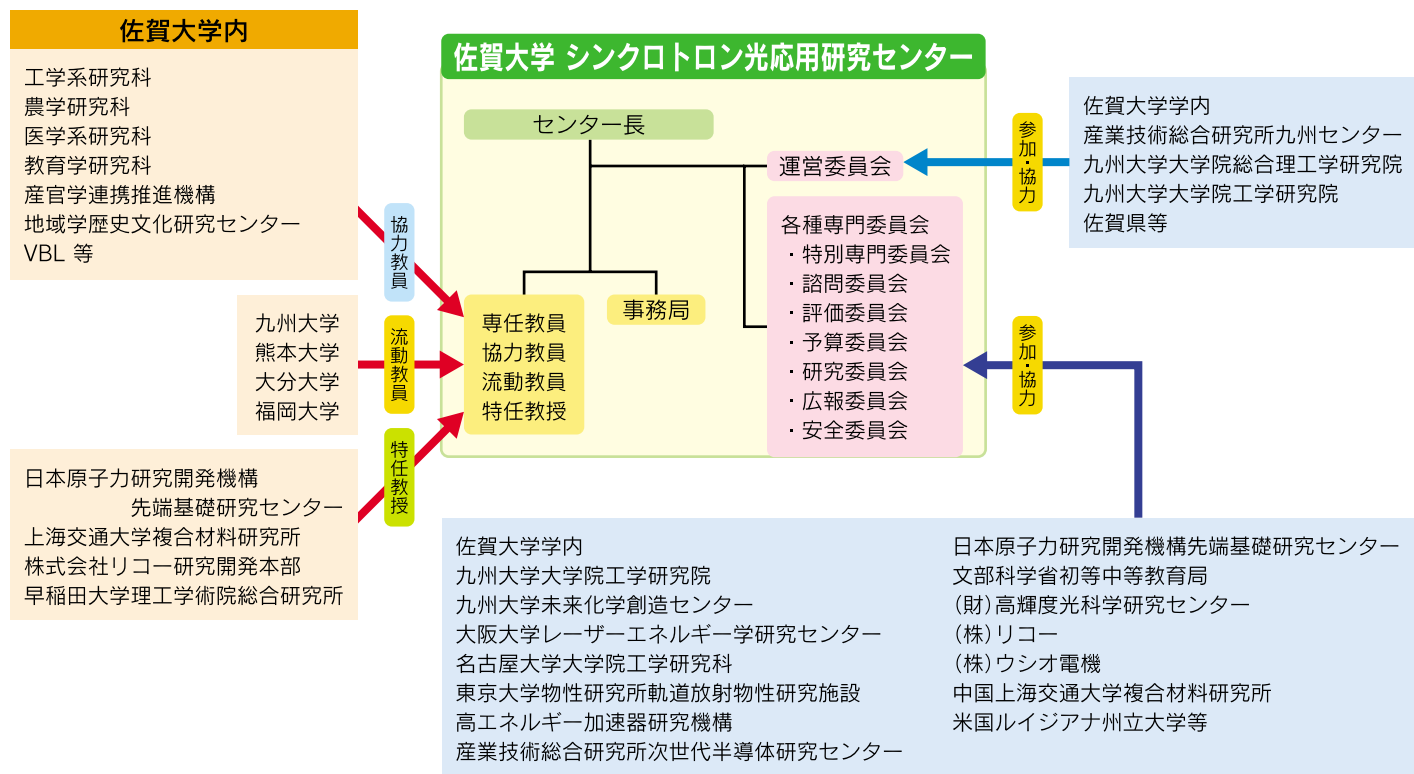 佐賀大学内
工学系研究科
農学研究科
医学系研究科
教育学研究科
産官学連携推進機構
地域学歴史文化研究センター
VBL 等
協力教員
九州大学
熊本大学
大分大学
福岡大学
流動教員
日本原子力研究開発機構
先端基礎研究センター
上海交通大学複合材料研究所
株式会社リコー研究開発本部
早稲田大学理工学術院総合研究所
特任教授
佐賀大学 シンクロトロン光応用研究センター
センター長
運営委員会
各種専門委員会
・特別専門委員会
・諮問委員会
・評価委員会
・予算委員会
・研究委員会
・広報委員会
・安全委員会
事務局
専任教員
協力教員
流動教員
特任教授
参加・協力
佐賀大学学内
産業技術総合研究所九州センター
九州大学大学院総合理工学研究院
九州大学大学院工学研究院
佐賀県等
参加・協力
佐賀大学学内
九州大学大学院工学研究院
九州大学未来化学創造センター
大阪大学レーザーエネルギー学研究センター
名古屋大学大学院工学研究科
東京大学物性研究所軌道放射物性研究施設
高エネルギー加速器研究機構
産業技術総合研究所次世代半導体研究センター
日本原子力研究開発機構先端基礎研究センター
文部科学省初等中等教育局
（財）高輝度光科学研究センター
（株）リコー
（株）ウシオ電機
中国上海交通大学複合材料研究所
米国ルイジアナ州立大学等